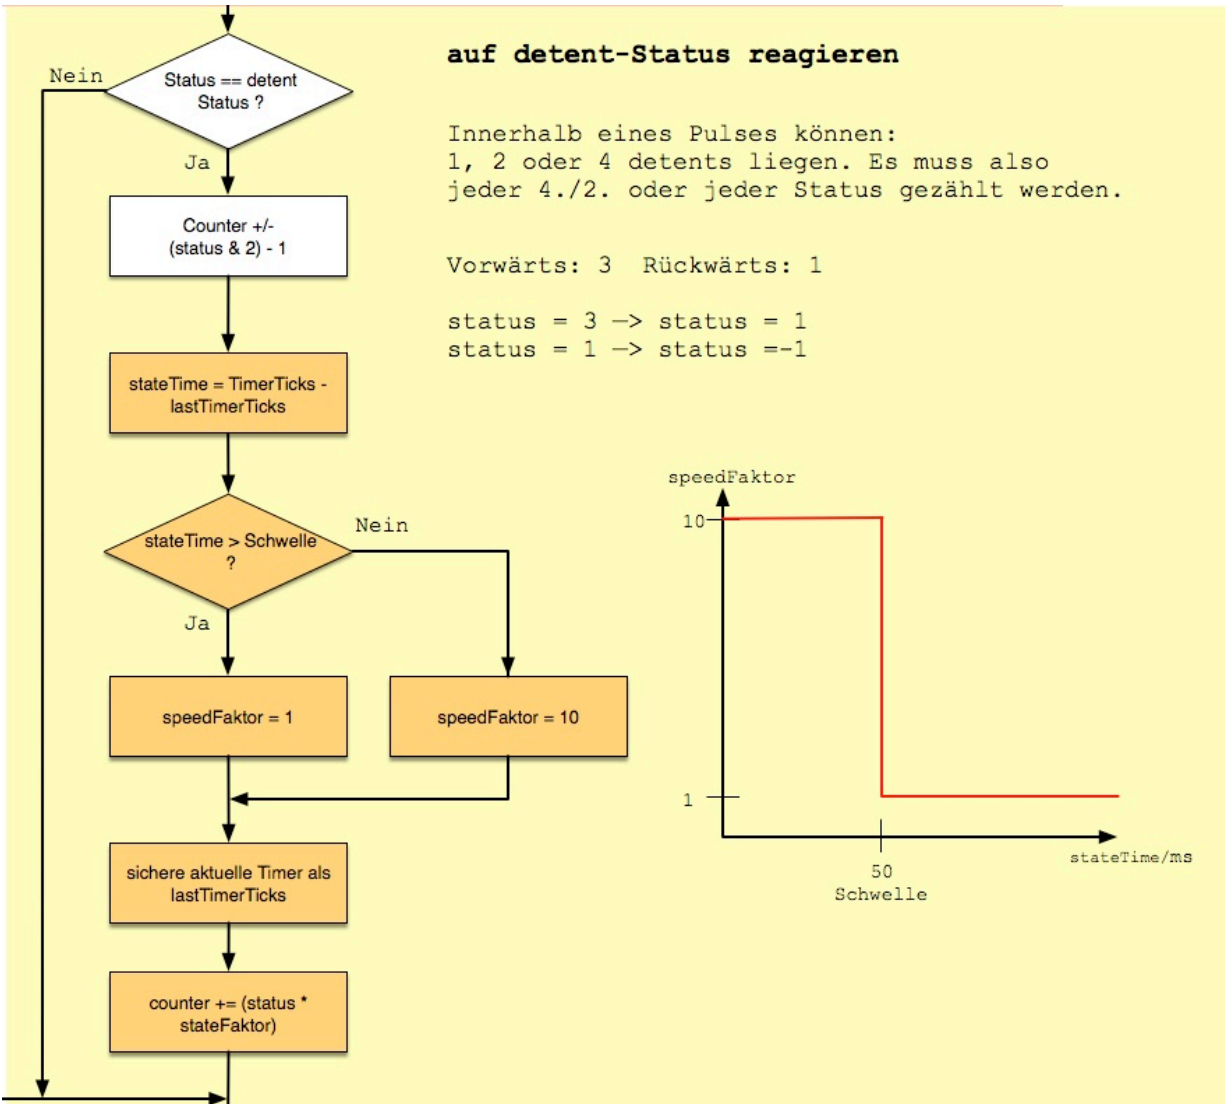 auf detent-Status reagieren
Nein
Status == detent
Status ?
Innerhalb eines Pulses können:
1, 2 oder 4 detents liegen. Es muss also
jeder 4./2. oder jeder Status gezählt werden.
Ja
Counter +/-
(status & 2) - 1
Vorwärts: 3 Rückwärts: 1
status = 3 —> status = 1
status = 1 —> status =-1
stateTime = TimerTicks -
lastTimerTicks
stateTime > Schwelle
?
Nein
Ja
speedFaktor = 1
speedFaktor = 10
sichere aktuelle Timer als
lastTimerTicks
counter += (status *
stateFaktor)
speedFaktor
10
1
50
Schwelle
stateTime/ms